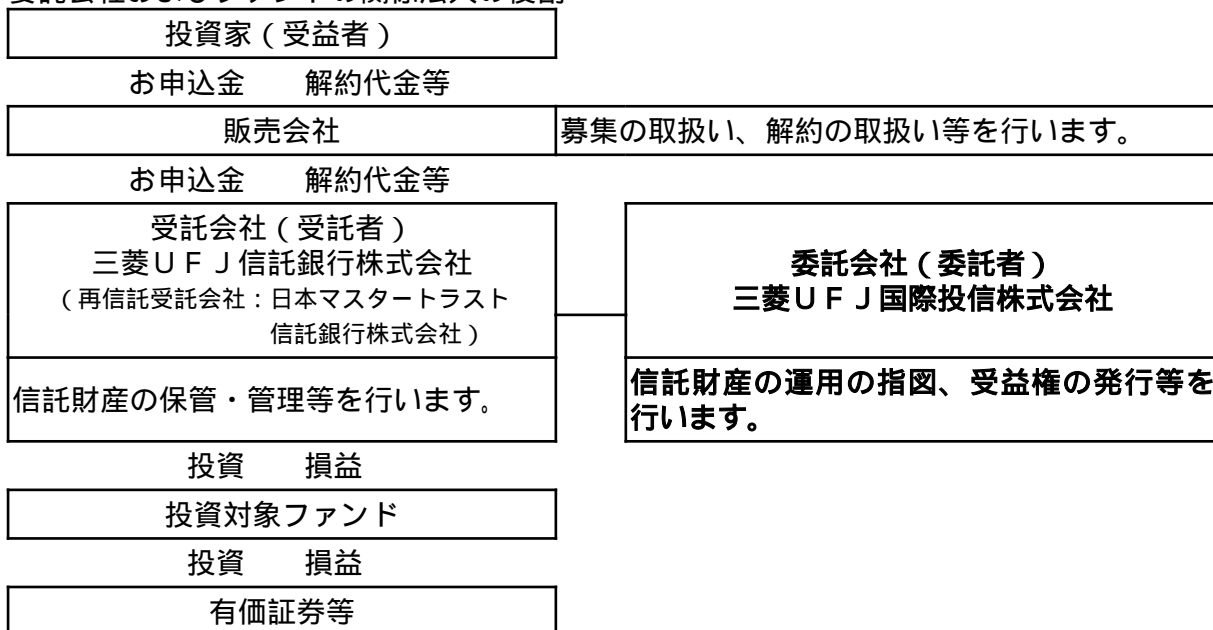 投資家（受益者）
お申込金　　解約代金等
販売会社
募集の取扱い、解約の取扱い等を行います。
お申込金　　解約代金等
受託会社（受託者）
三菱ＵＦＪ信託銀行株式会社
（再信託受託会社：日本マスタートラスト
信託銀行株式会社）
委託会社（委託者）
三菱ＵＦＪ国際投信株式会社
信託財産の保管・管理等を行います。
信託財産の運用の指図、受益権の発行等を
行います。
投資　　損益
投資対象ファンド
投資　　損益
有価証券等